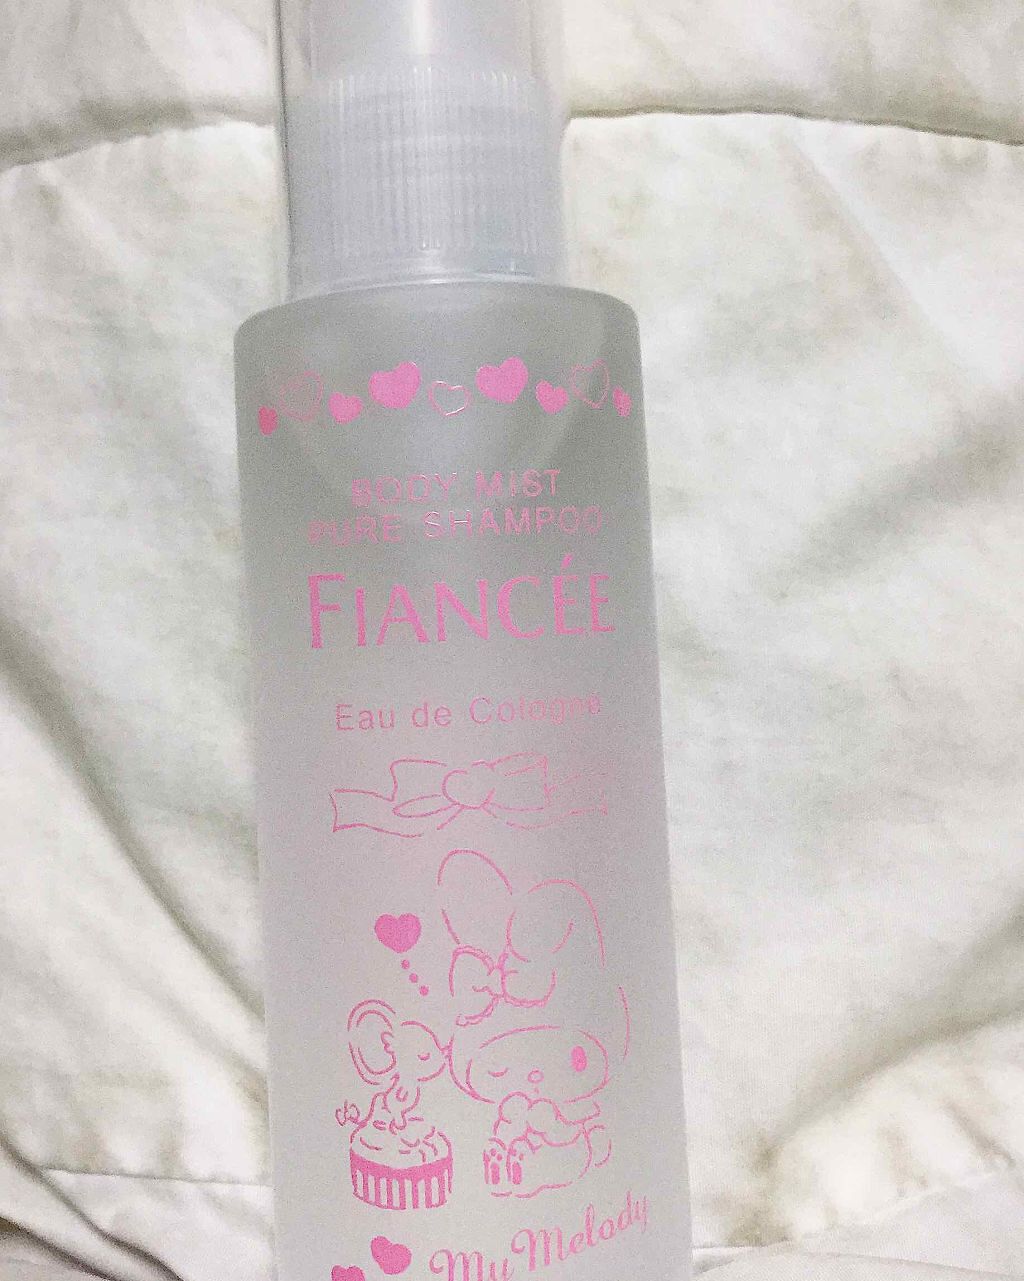 BODY MIST
PURE SHAMPOO
FIANCÉE
Eau de Cologne
My Melody